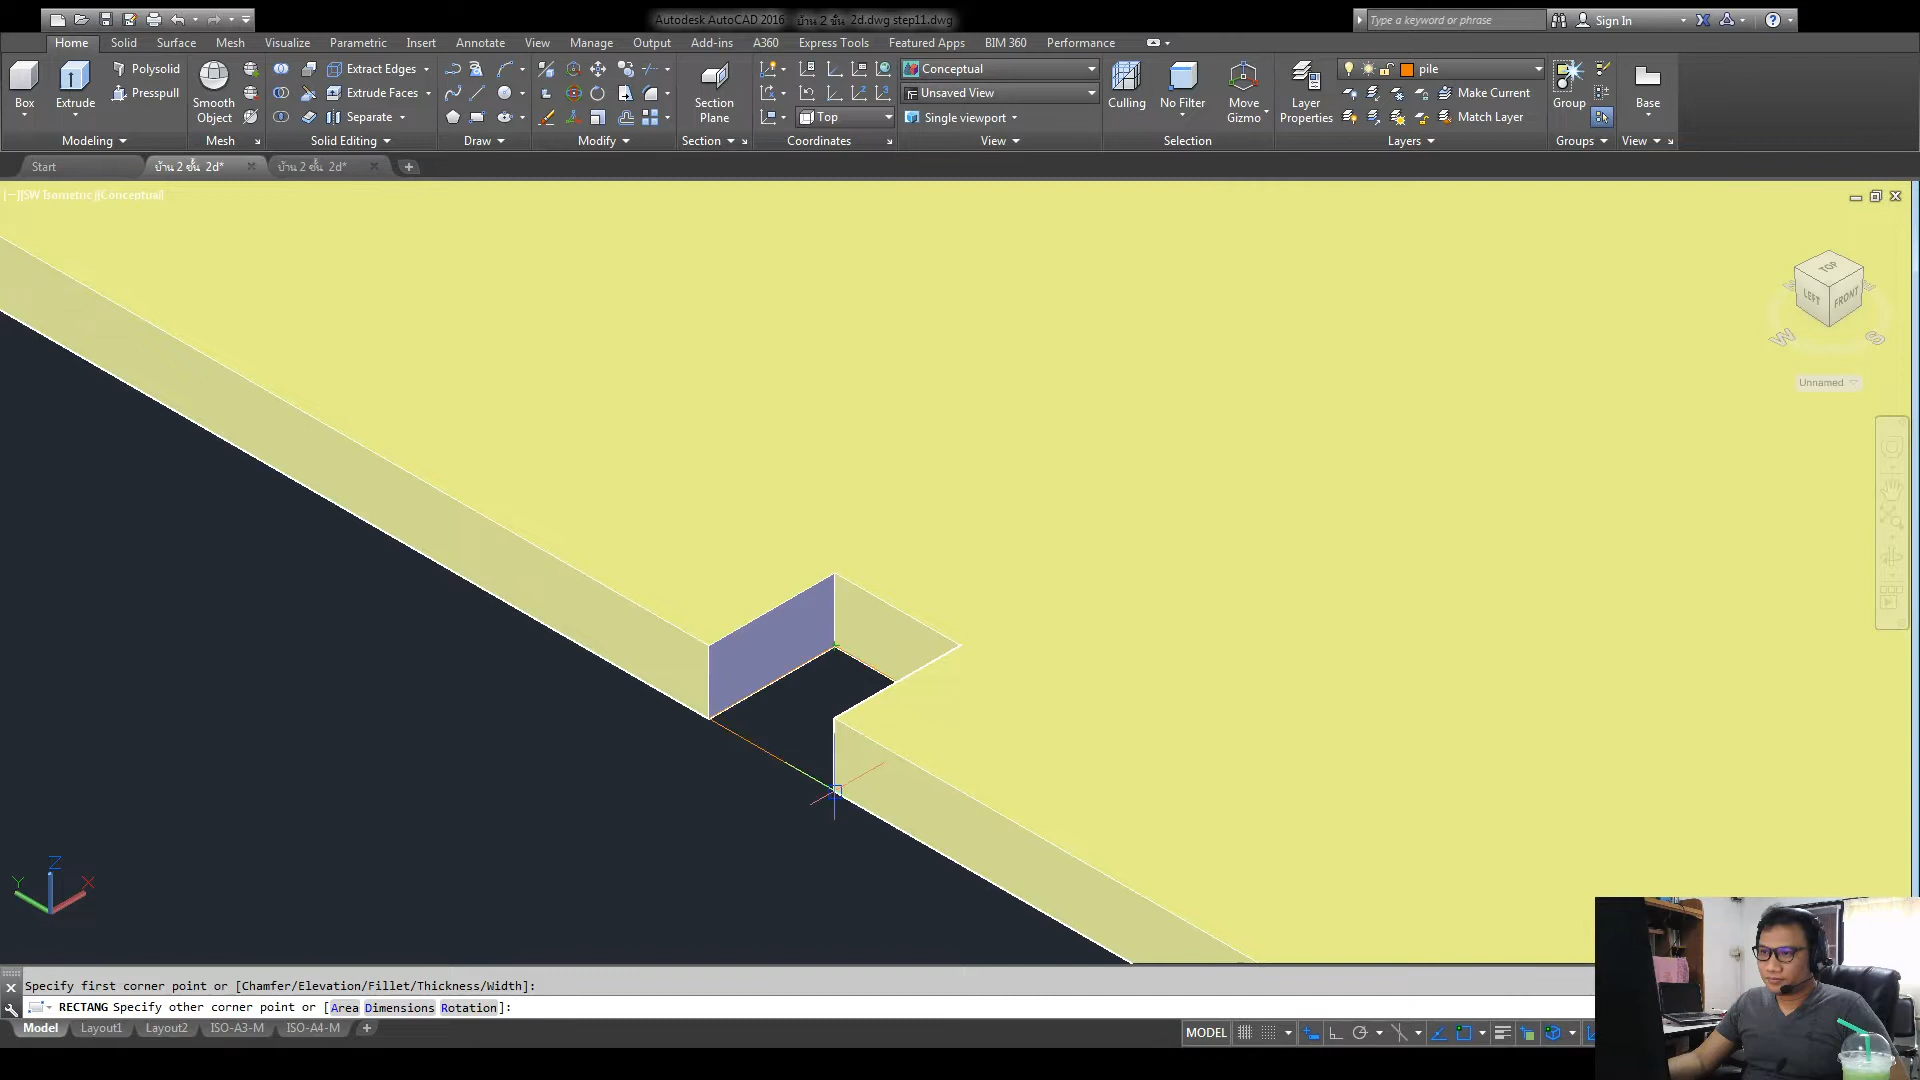 Autodesk AutoCAD 2016 บ้าน 2 ชั้น 2d.dwg step11.dwg
Type a keyword or phrase
Sign In
Home Solid Surface Mesh Visualize Parametric Insert Annotate View Manage Output Add-ins A360 Express Tools Featured Apps BIM 360 Performance
Box
Extrude
Polysolid
Presspull
Smooth Object
Extract Edges
Extrude Faces
Separate
Section Plane
Top
Conceptual
Unsaved View
Single viewport
Culling
No Filter
Move Gizmo
Layer Properties
pile
Make Current
Match Layer
Group
Base
Modeling Mesh Solid Editing Draw Modify Section Coordinates View Selection Layers Groups View
Start บ้าน 2 ชั้น 2d* บ้าน 2 ชั้น 2d*
[−][SW Isometric][Conceptual]
TOP
LEFT FRONT
W S
Unnamed
Z
Y X
Specify first corner point or [Chamfer/Elevation/Fillet/Thickness/Width]:
RECTANG Specify other corner point or [Area Dimensions Rotation]:
Model Layout1 Layout2 ISO-A3-M ISO-A4-M
MODEL